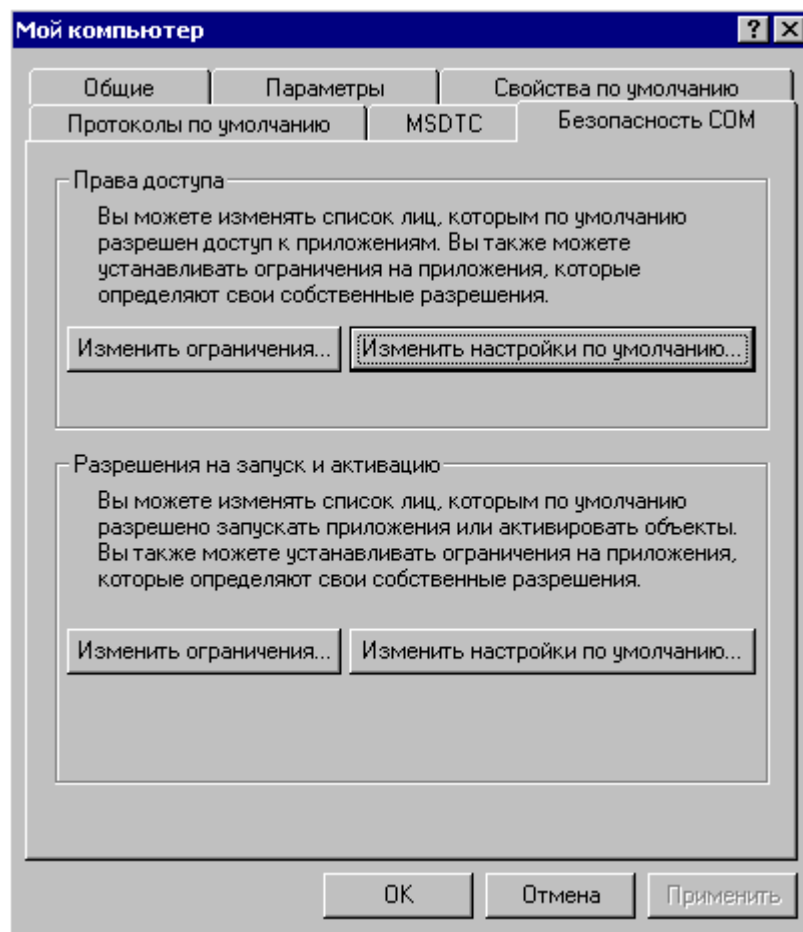 Мой компьютер
Общие
Параметры
Свойства по умолчанию
Протоколы по умолчанию
MSDTC
Безопасность COM
Права доступа
Вы можете изменять список лиц, которым по умолчанию
разрешен доступ к приложениям. Вы также можете
устанавливать ограничения на приложения, которые
определяют свои собственные разрешения.
Изменить ограничения...
Изменить настройки по умолчанию...
Разрешения на запуск и активацию
Вы можете изменять список лиц, которым по умолчанию
разрешено запускать приложения или активировать объекты.
Вы также можете устанавливать ограничения на приложения,
которые определяют свои собственные разрешения.
Изменить ограничения...
Изменить настройки по умолчанию...
ОК
Отмена
Применить